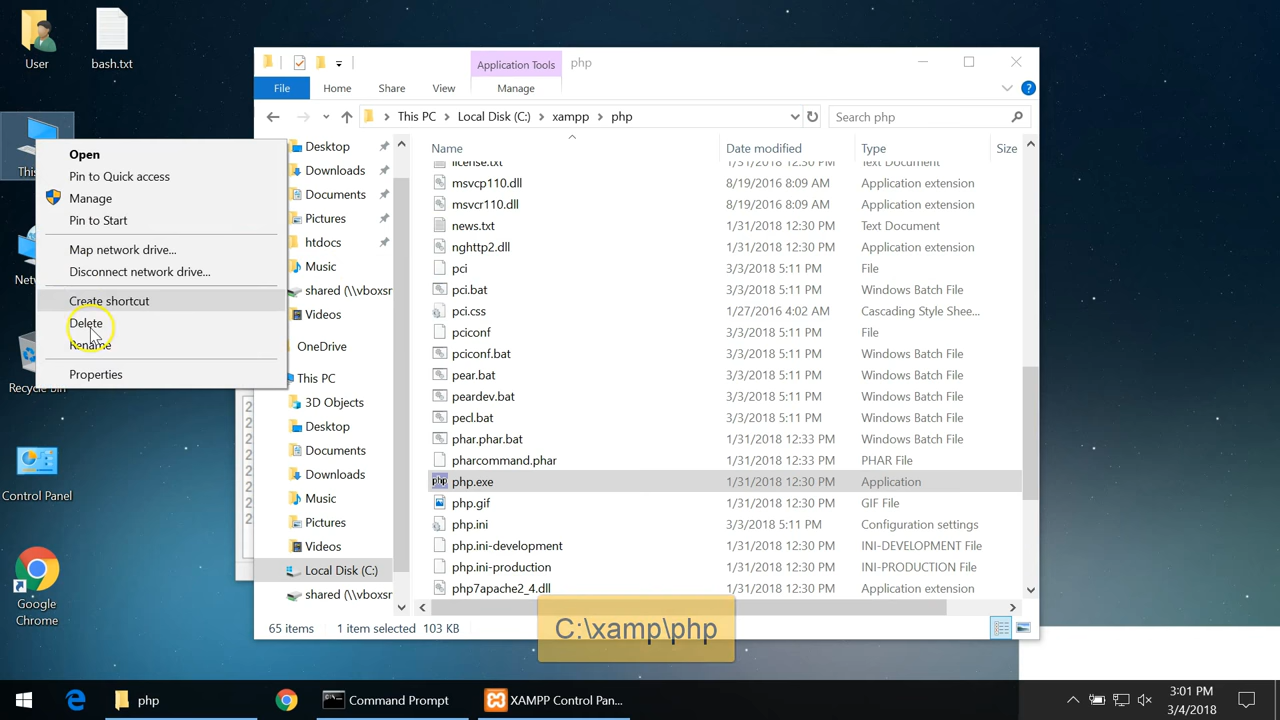 User
bash.txt
This
Open
Pin to Quick access
Manage
Pin to Start
Map network drive...
Disconnect network drive...
Create shortcut
Delete
Rename
Properties
Net
Recycle Bin
Control Panel
Google
Chrome
Application Tools
php
File
Home
Share
View
Manage
This PC
Local Disk (C:)
xampp
php
Search php
Desktop
Downloads
Documents
Pictures
htdocs
Music
shared (\\vboxsr
Videos
OneDrive
This PC
3D Objects
Desktop
Documents
Downloads
Music
Pictures
Videos
Local Disk (C:)
shared (\\vboxsr
Name Date modified Type Size
license.txt 1/31/2018 12:30 PM Text Document
msvcp110.dll 8/19/2016 8:09 AM Application extension
msvcr110.dll 8/19/2016 8:09 AM Application extension
news.txt 1/31/2018 12:30 PM Text Document
nghttp2.dll 1/31/2018 12:30 PM Application extension
pci 3/3/2018 5:11 PM File
pci.bat 3/3/2018 5:11 PM Windows Batch File
pci.css 1/27/2016 4:02 AM Cascading Style Shee...
pciconf 3/3/2018 5:11 PM File
pciconf.bat 3/3/2018 5:11 PM Windows Batch File
pear.bat 3/3/2018 5:11 PM Windows Batch File
peardev.bat 3/3/2018 5:11 PM Windows Batch File
pecl.bat 3/3/2018 5:11 PM Windows Batch File
phar.phar.bat 1/31/2018 12:33 PM Windows Batch File
pharcommand.phar 1/31/2018 12:33 PM PHAR File
php.exe 1/31/2018 12:30 PM Application
php.gif 1/31/2018 12:30 PM GIF File
php.ini 3/3/2018 5:11 PM Configuration settings
php.ini-development 1/31/2018 12:30 PM INI-DEVELOPMENT File
php.ini-production 1/31/2018 12:30 PM INI-PRODUCTION File
php7apache2_4.dll 1/31/2018 12:30 PM Application extension
65 items 1 item selected 103 KB
C:\xamp\php
php
Command Prompt
XAMPP Control Pan...
3:01 PM
3/4/2018